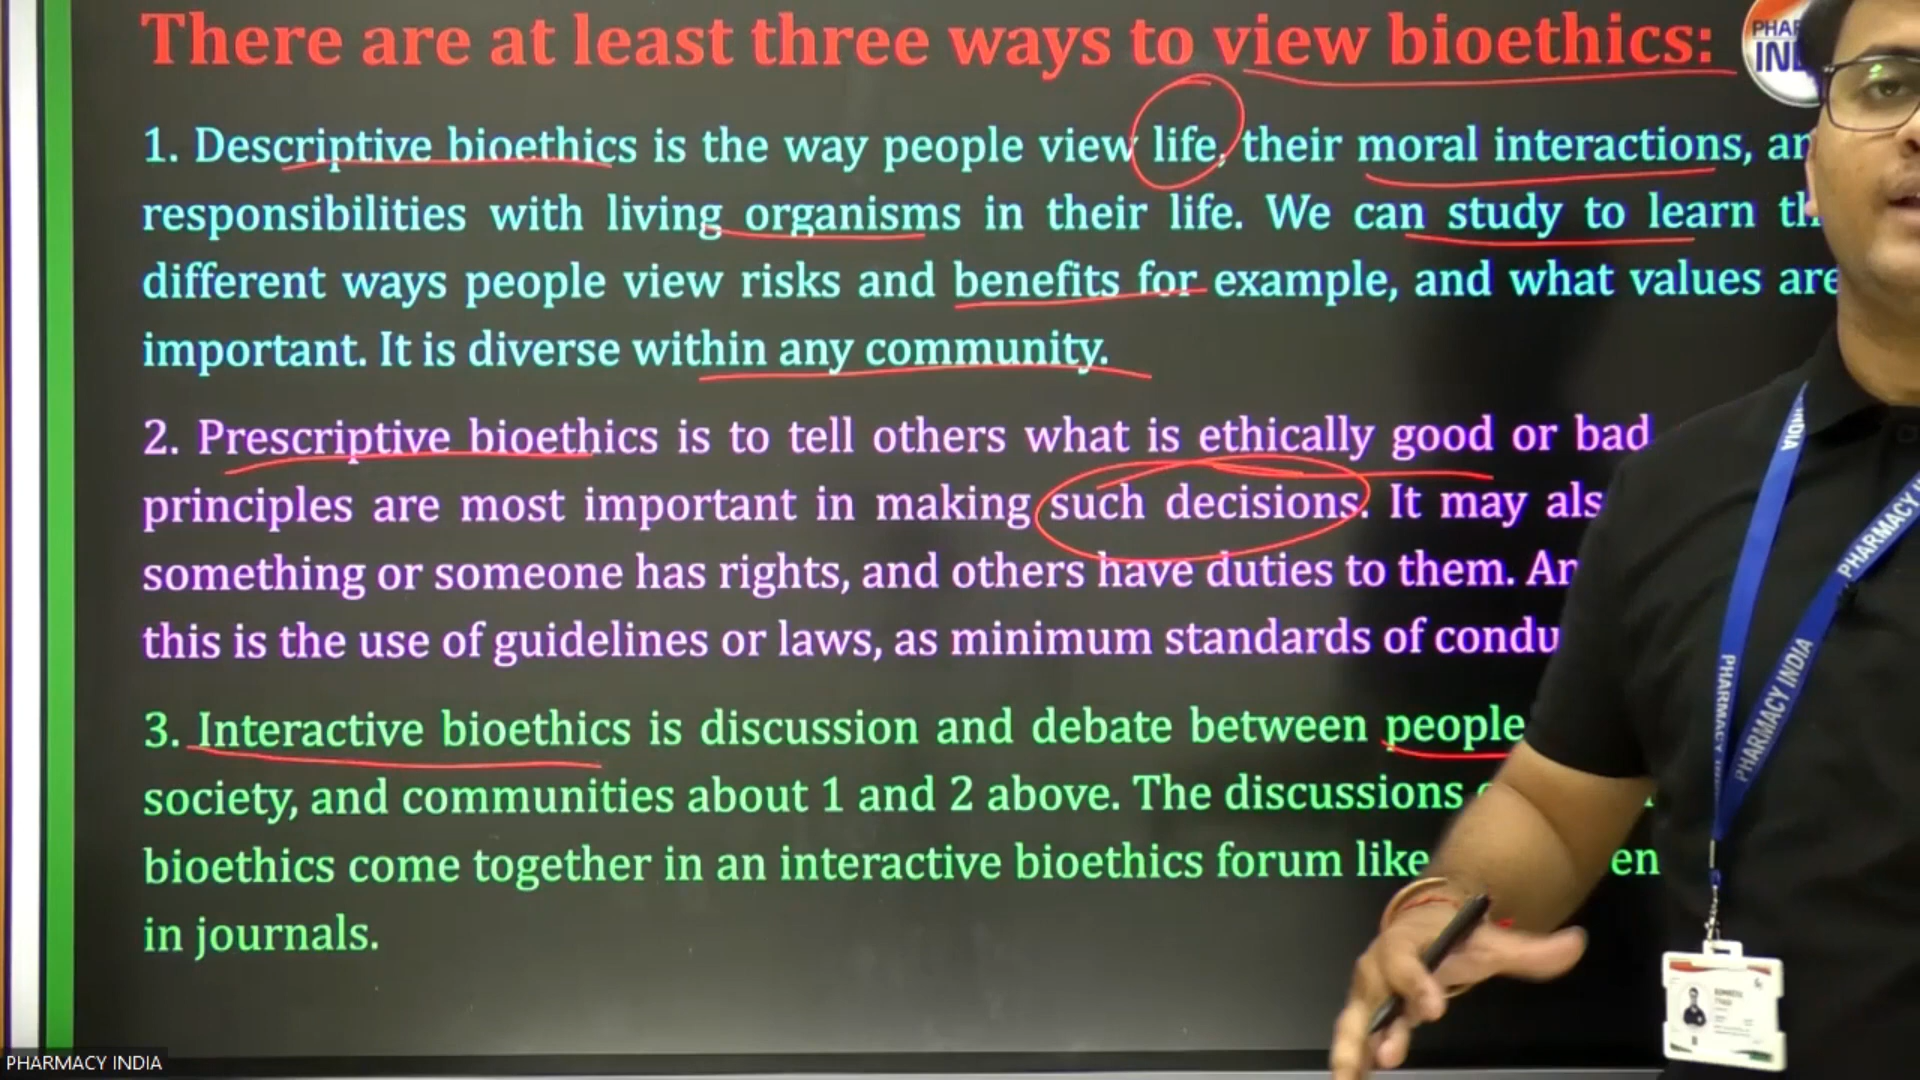 There are at least three ways to view bioethics:
1. Descriptive bioethics is the way people view life, their moral interactions,
responsibilities with living organisms in their life. We can study to learn
different ways people view risks and benefits for example, and what values are
important. It is diverse within any community.
2. Prescriptive bioethics is to tell others what is ethically good or bad
principles are most important in making such decisions. It may
something or someone has rights, and others have duties to them.
this is the use of guidelines or laws, as minimum standards of
3. Interactive bioethics is discussion and debate between people
society, and communities about 1 and 2 above. The discussions
bioethics come together in an interactive bioethics forum like
in journals.
PHARMACY INDIA
PHARMACY INDIA
PHARMACY INDIA